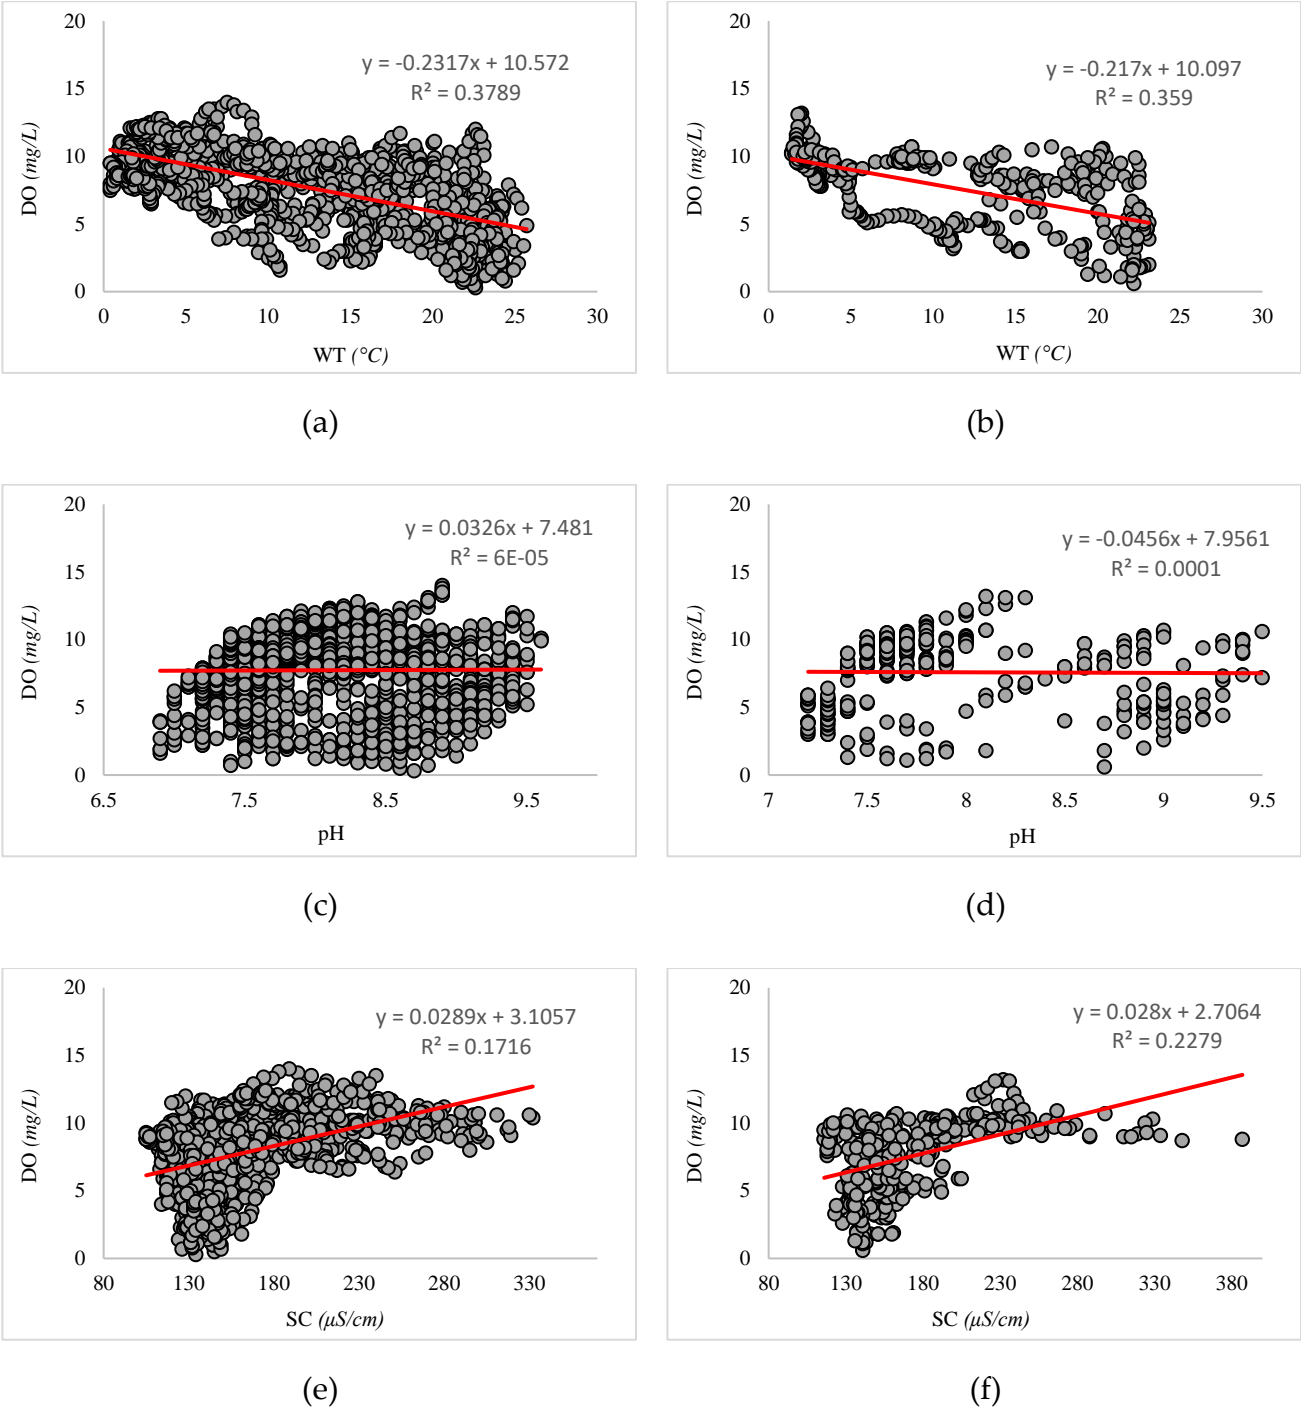 20
15
10
5
0
DO (mg/L)
y = -0.2317x + 10.572
R² = 0.3789
0 5 10 15 20 25 30
WT (°C)
(a)
20
15
10
5
0
DO (mg/L)
y = -0.217x + 10.097
R² = 0.359
0 5 10 15 20 25 30
WT (°C)
(b)
20
15
10
5
0
DO (mg/L)
y = 0.0326x + 7.481
R² = 6E-05
6.5 7.5 8.5 9.5
pH
(c)
20
15
10
5
0
DO (mg/L)
y = -0.0456x + 7.9561
R² = 0.0001
7 7.5 8 8.5 9 9.5
pH
(d)
20
15
10
5
0
DO (mg/L)
y = 0.0289x + 3.1057
R² = 0.1716
80 130 180 230 280 330
SC (μS/cm)
(e)
20
15
10
5
0
DO (mg/L)
y = 0.028x + 2.7064
R² = 0.2279
80 130 180 230 280 330 380
SC (μS/cm)
(f)